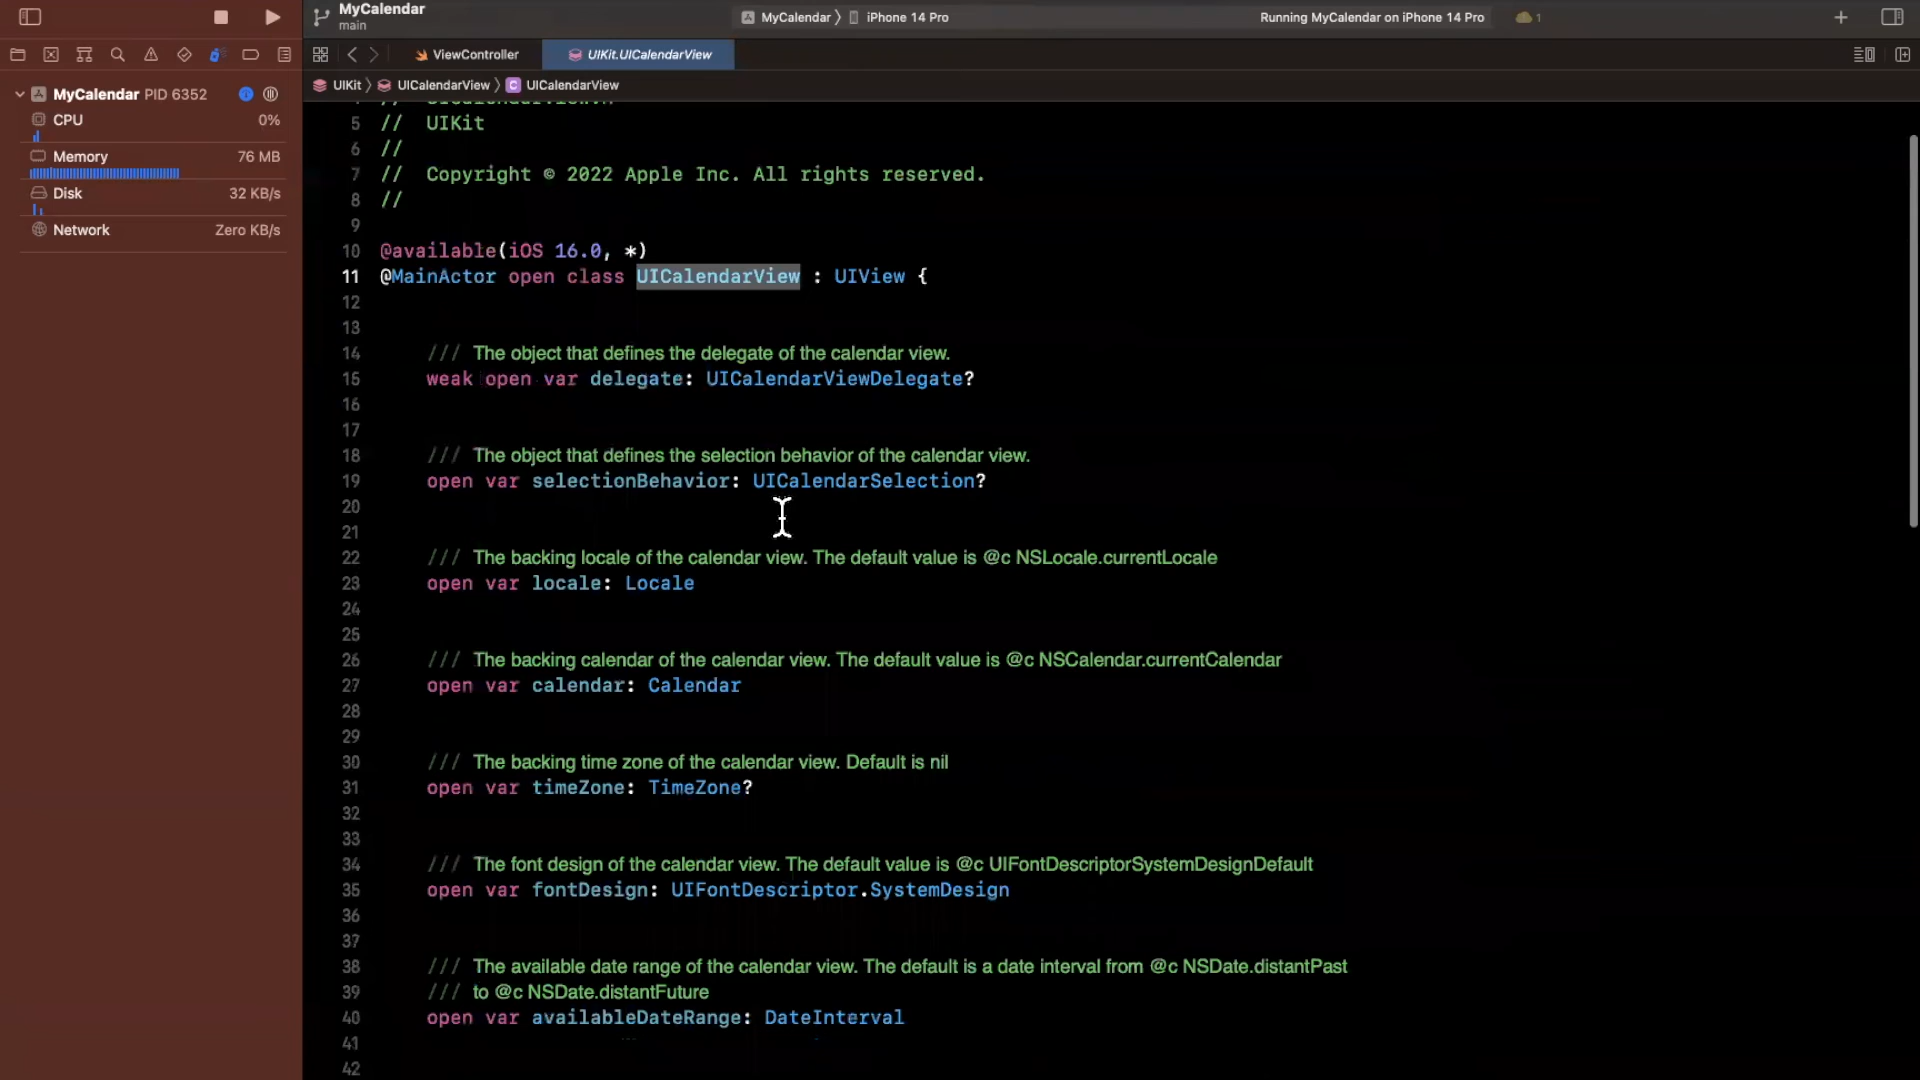 MyCalendar
main
MyCalendar 〉 iPhone 14 Pro
Running MyCalendar on iPhone 14 Pro
1
ViewController
UIKit.UICalendarView
UIKit 〉 UICalendarView 〉 C UICalendarView
MyCalendar PID 6352
CPU 0%
Memory 76 MB
Disk 32 KB/s
Network Zero KB/s
5 // UIKit
6 //
7 // Copyright © 2022 Apple Inc. All rights reserved.
8 //
9
10 @available(iOS 16.0, *)
11 @MainActor open class UICalendarView : UIView {
12
13
14 /// The object that defines the delegate of the calendar view.
15 weak open var delegate: UICalendarViewDelegate?
16
17
18 /// The object that defines the selection behavior of the calendar view.
19 open var selectionBehavior: UICalendarSelection?
20
21
22 /// The backing locale of the calendar view. The default value is @c NSLocale.currentLocale
23 open var locale: Locale
24
25
26 /// The backing calendar of the calendar view. The default value is @c NSCalendar.currentCalendar
27 open var calendar: Calendar
28
29
30 /// The backing time zone of the calendar view. Default is nil
31 open var timeZone: TimeZone?
32
33
34 /// The font design of the calendar view. The default value is @c UIFontDescriptorSystemDesignDefault
35 open var fontDesign: UIFontDescriptor.SystemDesign
36
37
38 /// The available date range of the calendar view. The default is a date interval from @c NSDate.distantPast
39 /// to @c NSDate.distantFuture
40 open var availableDateRange: DateInterval
41
42